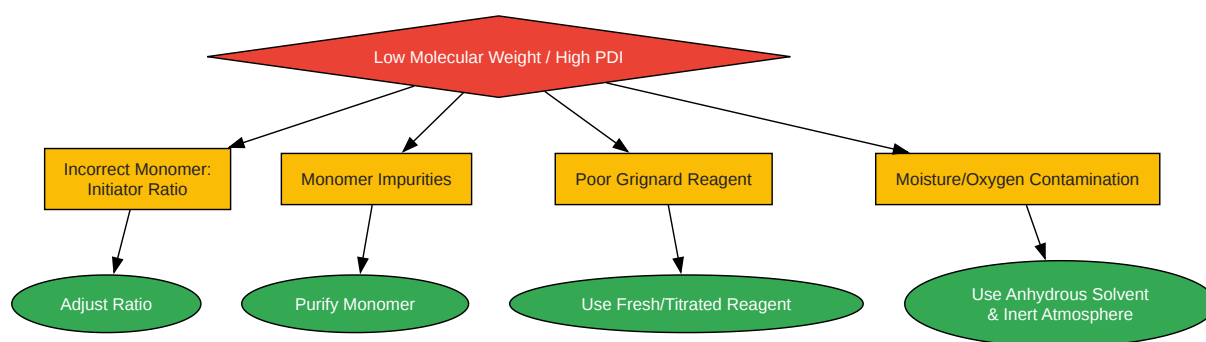 Low Molecular Weight / High PDI
Incorrect Monomer:
Initiator Ratio
Monomer Impurities
Poor Grignard Reagent
Moisture/Oxygen Contamination
Adjust Ratio
Purify Monomer
Use Fresh/Titrated Reagent
Use Anhydrous Solvent
& Inert Atmosphere